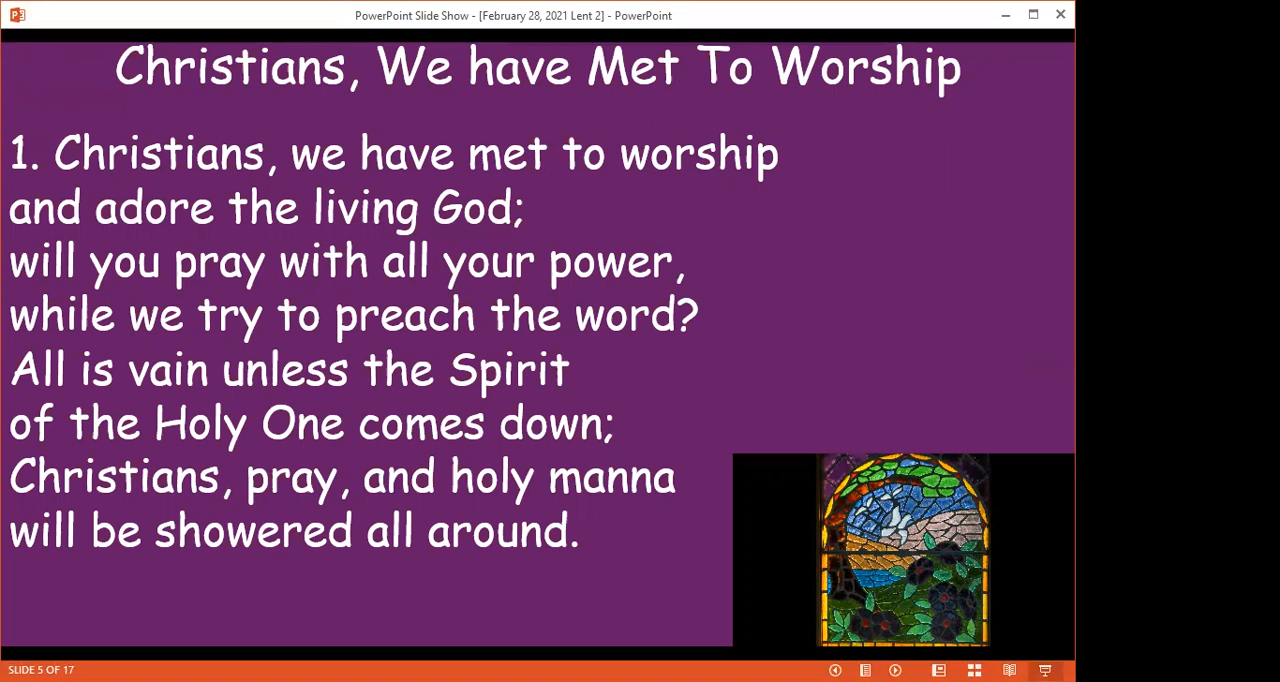 PowerPoint Slide Show - [February 28, 2021 Lent 2] - PowerPoint
Christians, We have Met To Worship
1. Christians, we have met to worship
and adore the living God;
will you pray with all your power,
while we try to preach the word?
All is vain unless the Spirit
of the Holy One comes down;
Christians, pray, and holy manna
will be showered all around.
SLIDE 5 OF 17